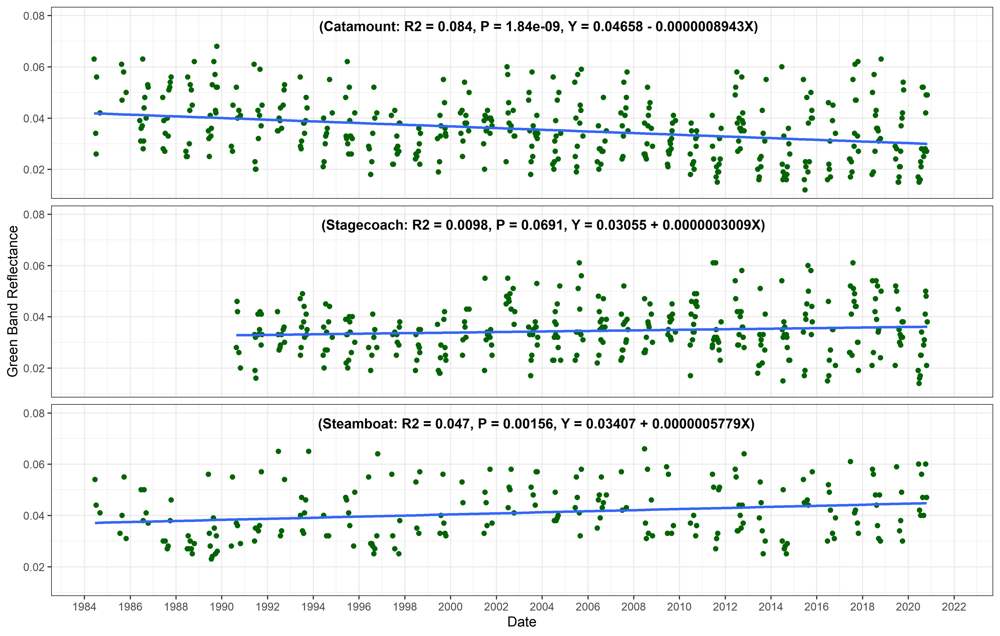 0.08
(Catamount: R2 = 0.084, P = 1.84e-09, Y = 0.04658 - 0.0000008943X)
0.06
0.04
0.02
0.08
(Stagecoach: R2 = 0.0098, P = 0.0691, Y = 0.03055 + 0.0000003009X)
0.06
0.04
0.02
Green Band Reflectance
0.08
(Steamboat: R2 = 0.047, P = 0.00156, Y = 0.03407 + 0.0000005779X)
0.06
0.04
0.02
1984 1986 1988 1990 1992 1994 1996 1998 2000 2002 2004 2006 2008 2010 2012 2014 2016 2018 2020 2022
Date